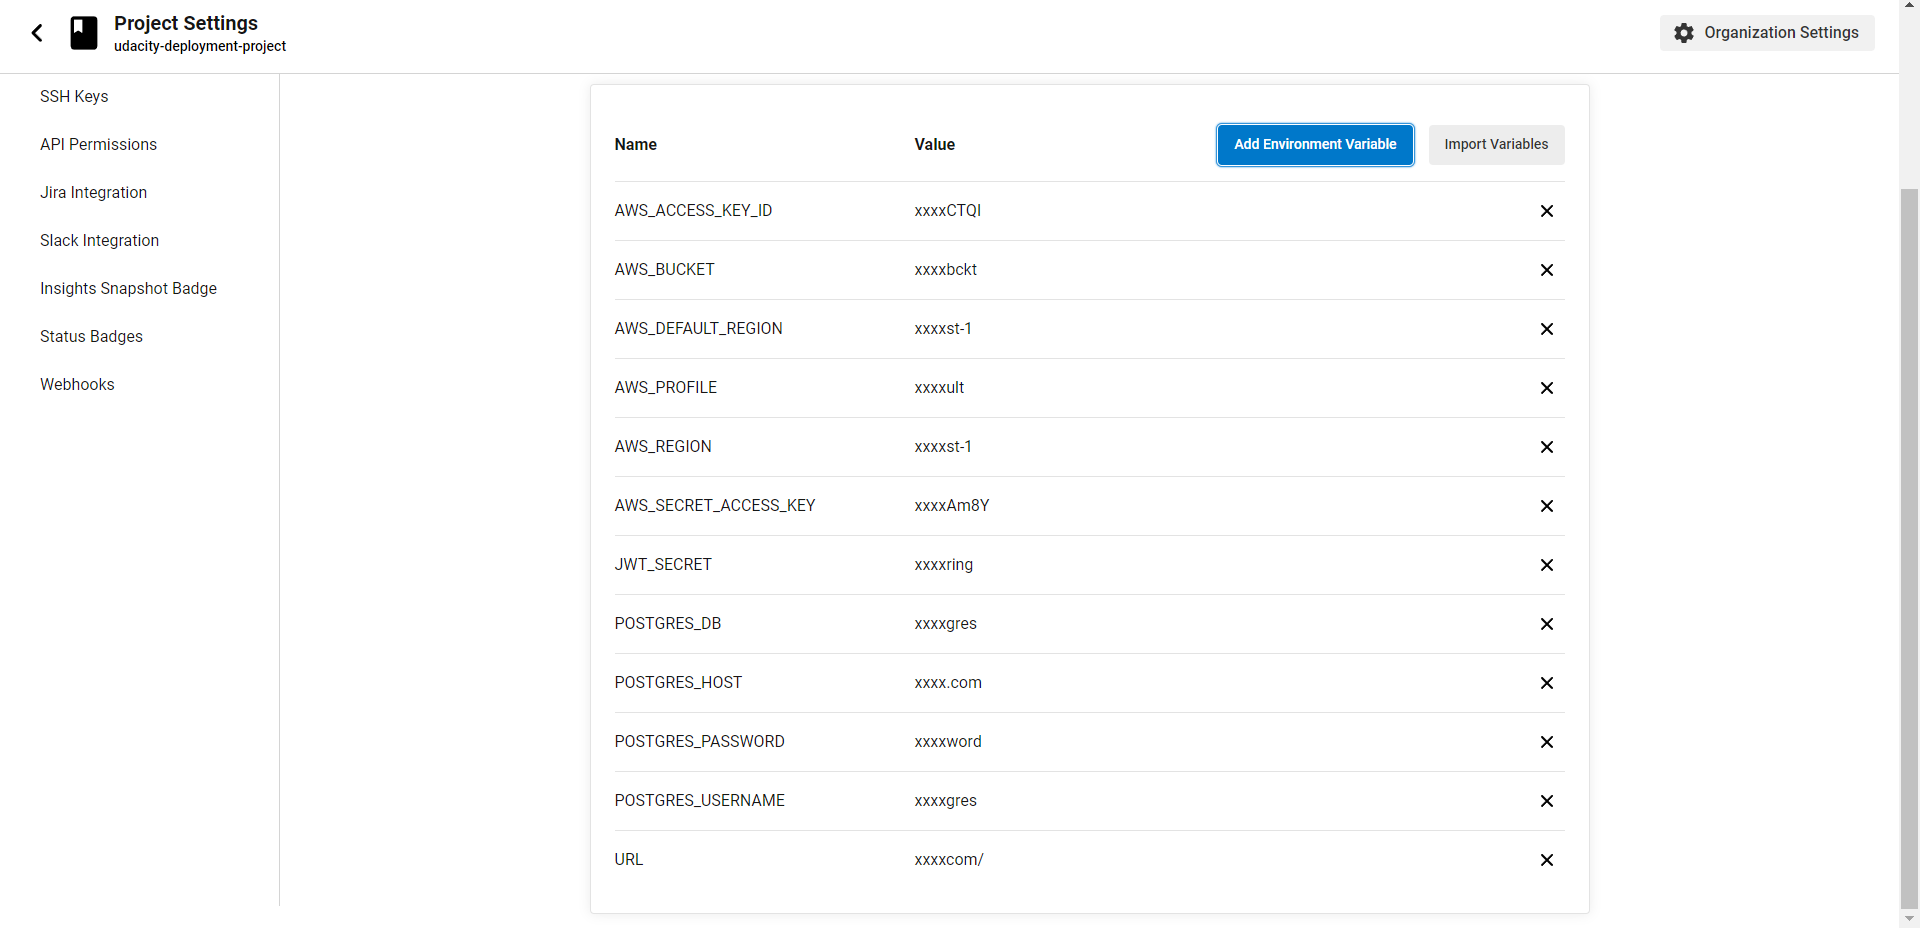 Project Settings
udacity-deployment-project
Organization Settings
SSH Keys
API Permissions
Jira Integration
Slack Integration
Insights Snapshot Badge
Status Badges
Webhooks
Name Value Add Environment Variable Import Variables
AWS_ACCESS_KEY_ID xxxxCTQI
AWS_BUCKET xxxxbckt
AWS_DEFAULT_REGION xxxxst-1
AWS_PROFILE xxxxult
AWS_REGION xxxxst-1
AWS_SECRET_ACCESS_KEY xxxxAm8Y
JWT_SECRET xxxxring
POSTGRES_DB xxxxgres
POSTGRES_HOST xxxx.com
POSTGRES_PASSWORD xxxxword
POSTGRES_USERNAME xxxxgres
URL xxxxcom/